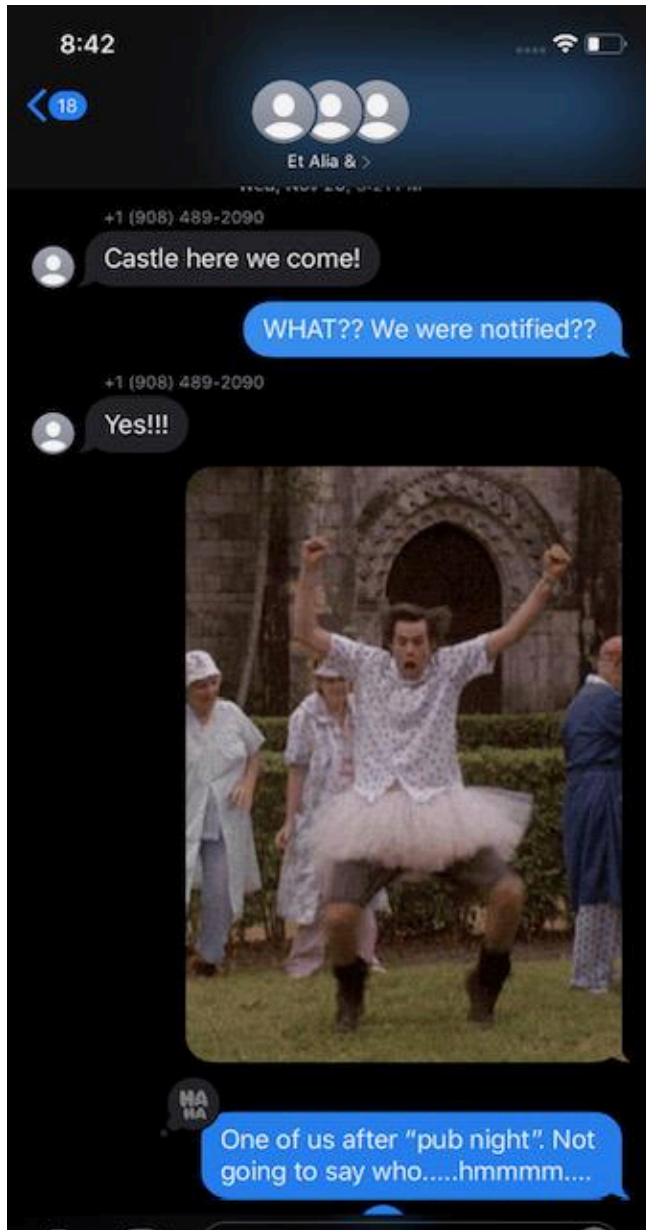 8:42
18
Et Alia & >
+1 (908) 489-2090
Castle here we come!
WHAT?? We were notified??
+1 (908) 489-2090
Yes!!!
HA
HA
One of us after “pub night”. Not
going to say who.....hmmmm....